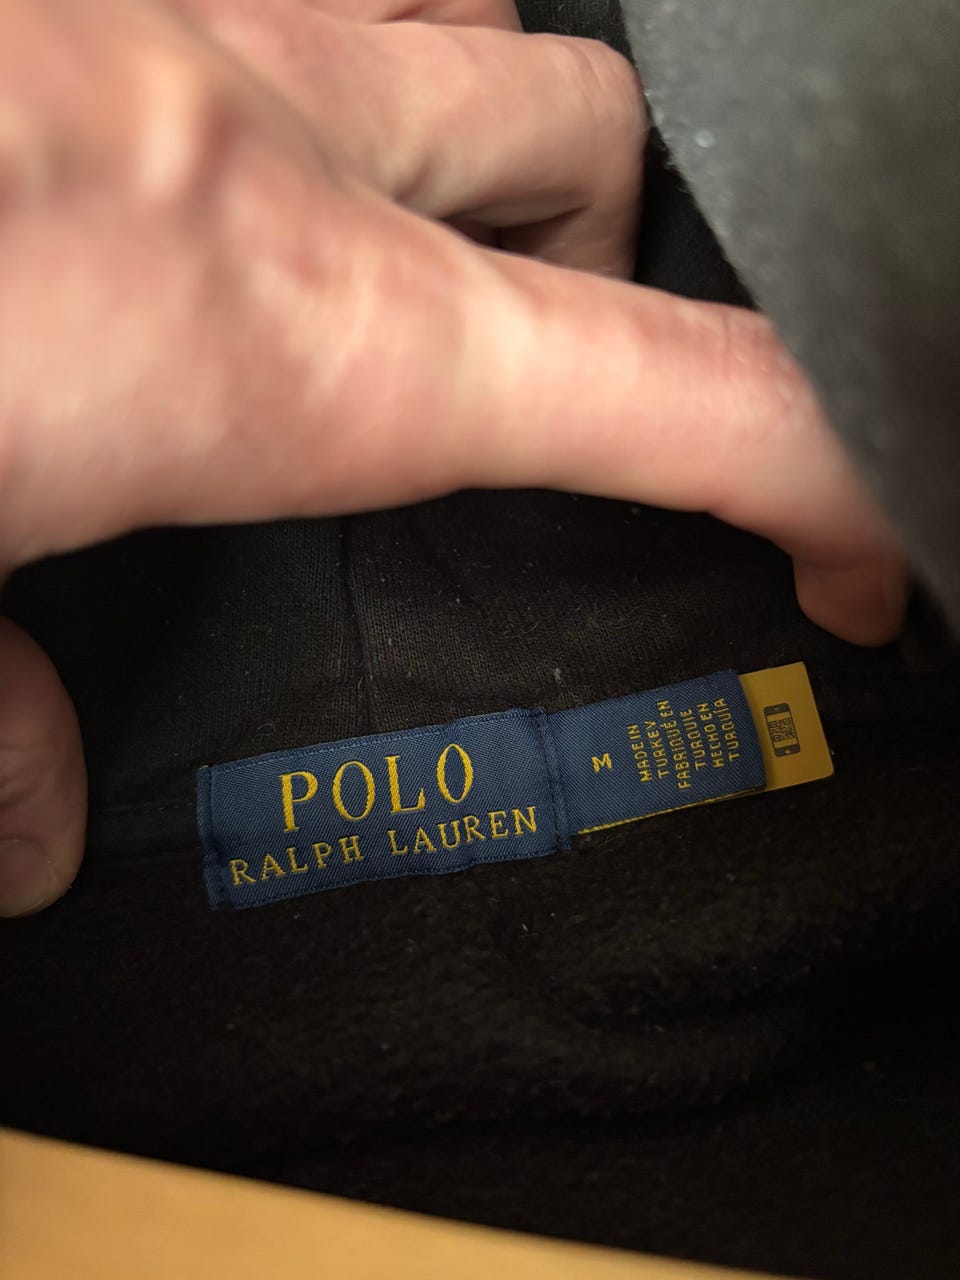 POLO
RALPH LAUREN
M
MADE IN
TURKEY
FABRIQUÉ EN
TURQUIE
HECHO EN
TURQUÍA